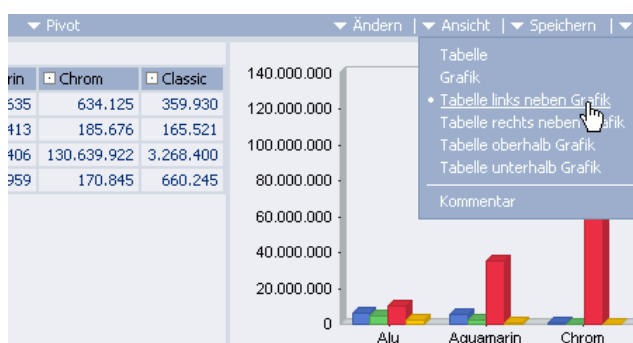 Pivot Ändern | Ansicht | Speichern |
rin Chrom Classic
635 634.125 359.930
413 185.676 165.521
406 130.639.922 3.268.400
959 170.845 660.245
140.000.000
120.000.000
100.000.000
80.000.000
60.000.000
40.000.000
20.000.000
0
Alu Aquamarin Chrom
Tabelle
Grafik
• Tabelle links neben Grafik
Tabelle rechts neben Grafik
Tabelle oberhalb Grafik
Tabelle unterhalb Grafik
Kommentar